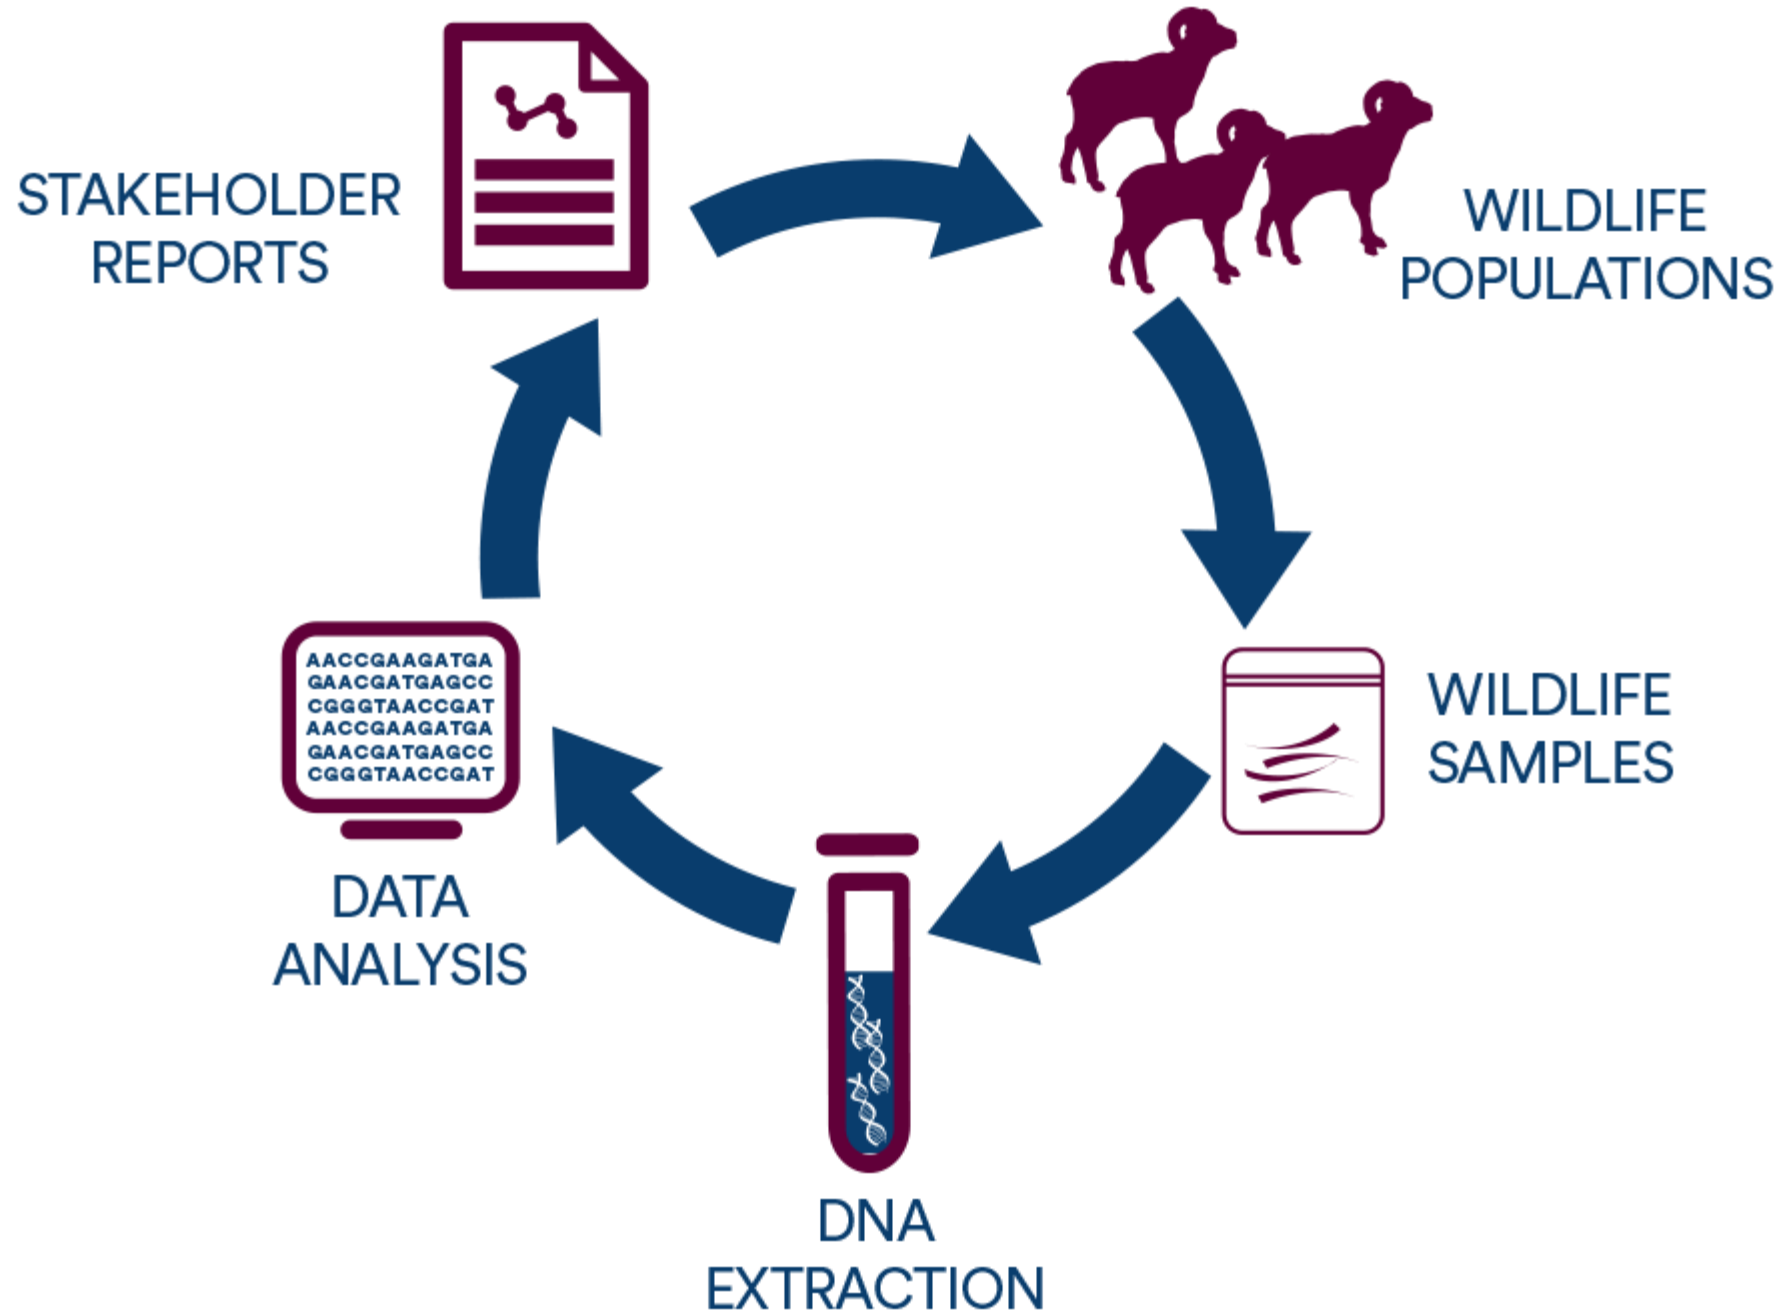 STAKEHOLDER
REPORTS
WILDLIFE
POPULATIONS
WILDLIFE
SAMPLES
DNA
EXTRACTION
AACCGAAGATGA
GAACGATGAGCC
CGGGTAACCGAT
AACCGAAGATGA
GAACGATGAGCC
CGGGTAACCGAT
DATA
ANALYSIS